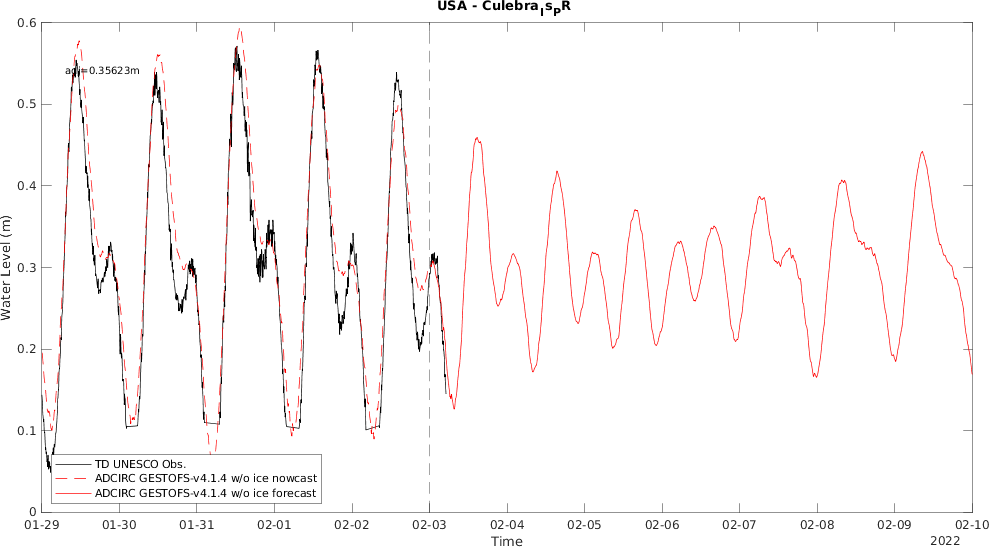 USA - Culebra_Is_PR
0.6
0.5
0.4
0.3
0.2
0.1
0
Water Level (m)
adj=0.35623m
TD UNESCO Obs.
ADCIRC GESTOFS-v4.1.4 w/o ice nowcast
ADCIRC GESTOFS-v4.1.4 w/o ice forecast
01-29 01-30 01-31 02-01 02-02 02-03 02-04 02-05 02-06 02-07 02-08 02-09 02-10
Time
2022